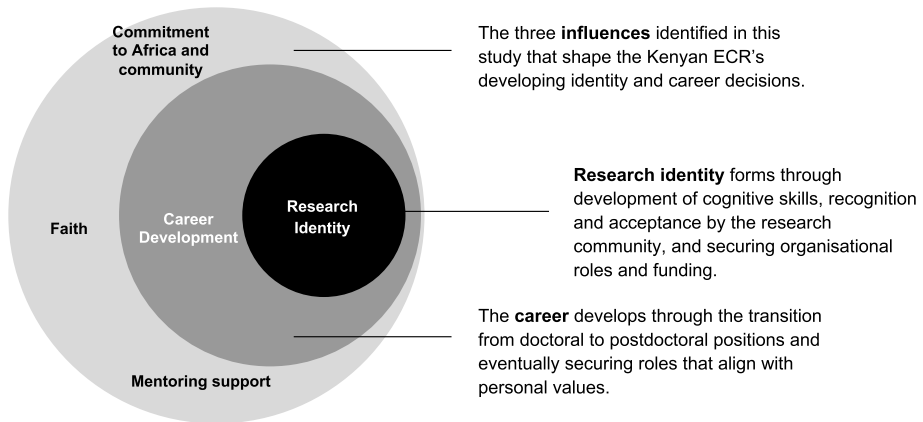 Commitment
to Africa and
community
Faith
Mentoring support
Career
Development
Research
Identity
The three influences identified in this
study that shape the Kenyan ECR's
developing identity and career decisions.
Research identity forms through
development of cognitive skills, recognition
and acceptance by the research
community, and securing organisational
roles and funding.
The career develops through the transition
from doctoral to postdoctoral positions and
eventually securing roles that align with
personal values.